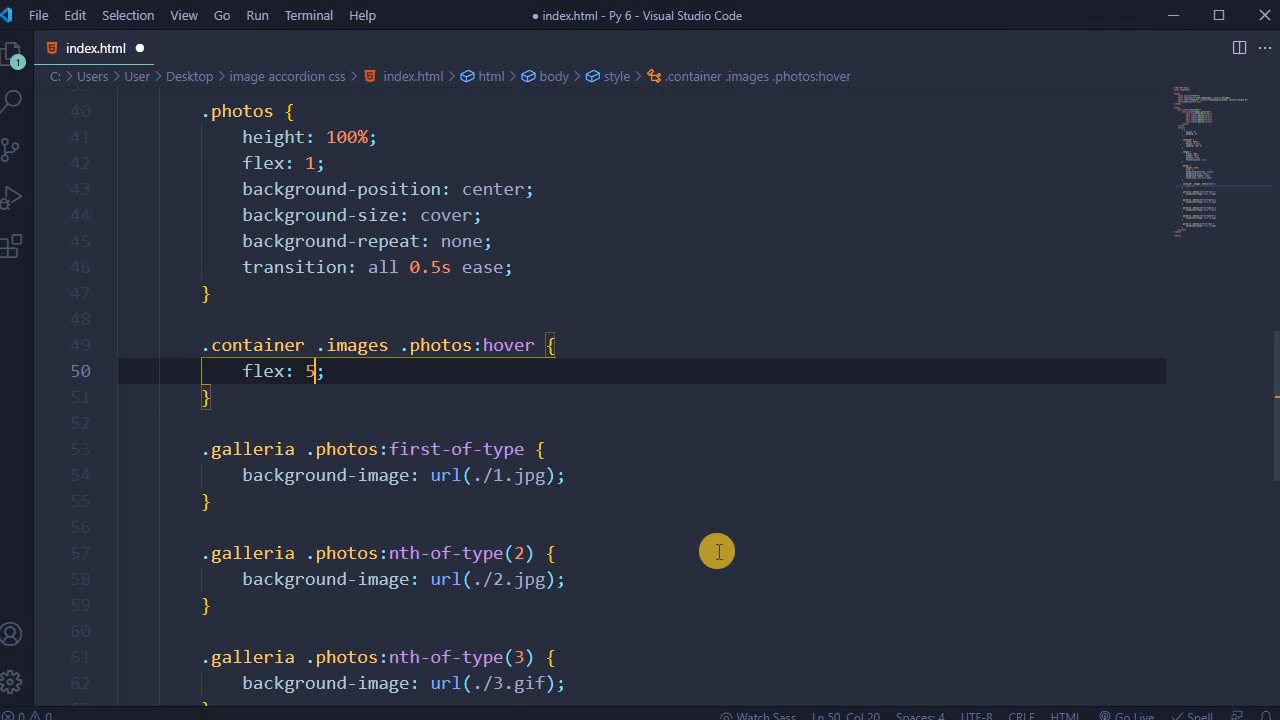 File Edit Selection View Go Run Terminal Help ● index.html - Py 6 - Visual Studio Code
index.html
C: > Users > User > Desktop > image accordion css > index.html > html > body > style > .container .images .photos:hover
1
40 .photos {
41 height: 100%;
42 flex: 1;
43 background-position: center;
44 background-size: cover;
45 background-repeat: none;
46 transition: all 0.5s ease;
47 }
48
49 .container .images .photos:hover {
50 flex: 5;
51 }
52
53 .galleria .photos:first-of-type {
54 background-image: url(./1.jpg);
55 }
56
57 .galleria .photos:nth-of-type(2) {
58 background-image: url(./2.jpg);
59 }
60
61 .galleria .photos:nth-of-type(3) {
62 background-image: url(./3.gif);
}
0 0 Watch Sass Ln 50, Col 20 Spaces: 4 UTF-8 CRLF HTML Go Live Spell